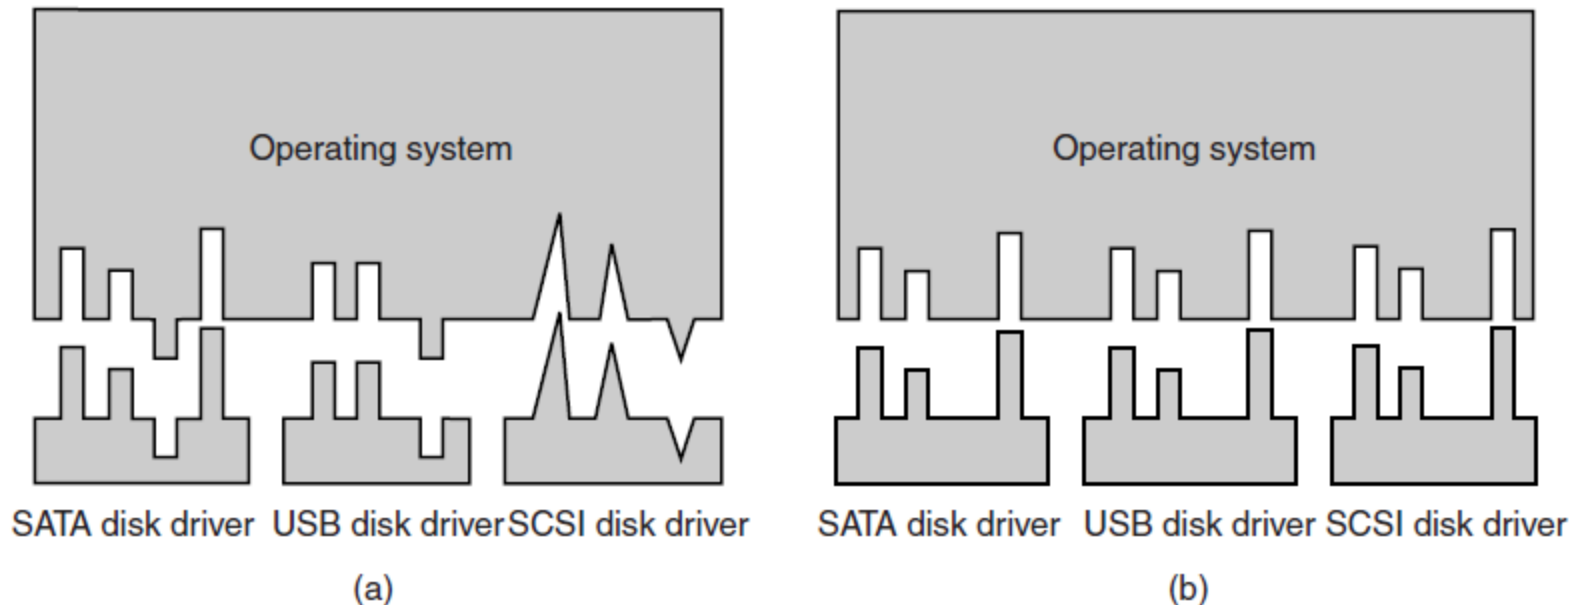 Operating system
Operating system
SATA disk driver
USB disk driver
SCSI disk driver
SATA disk driver
USB disk driver
SCSI disk driver
(a)
(b)